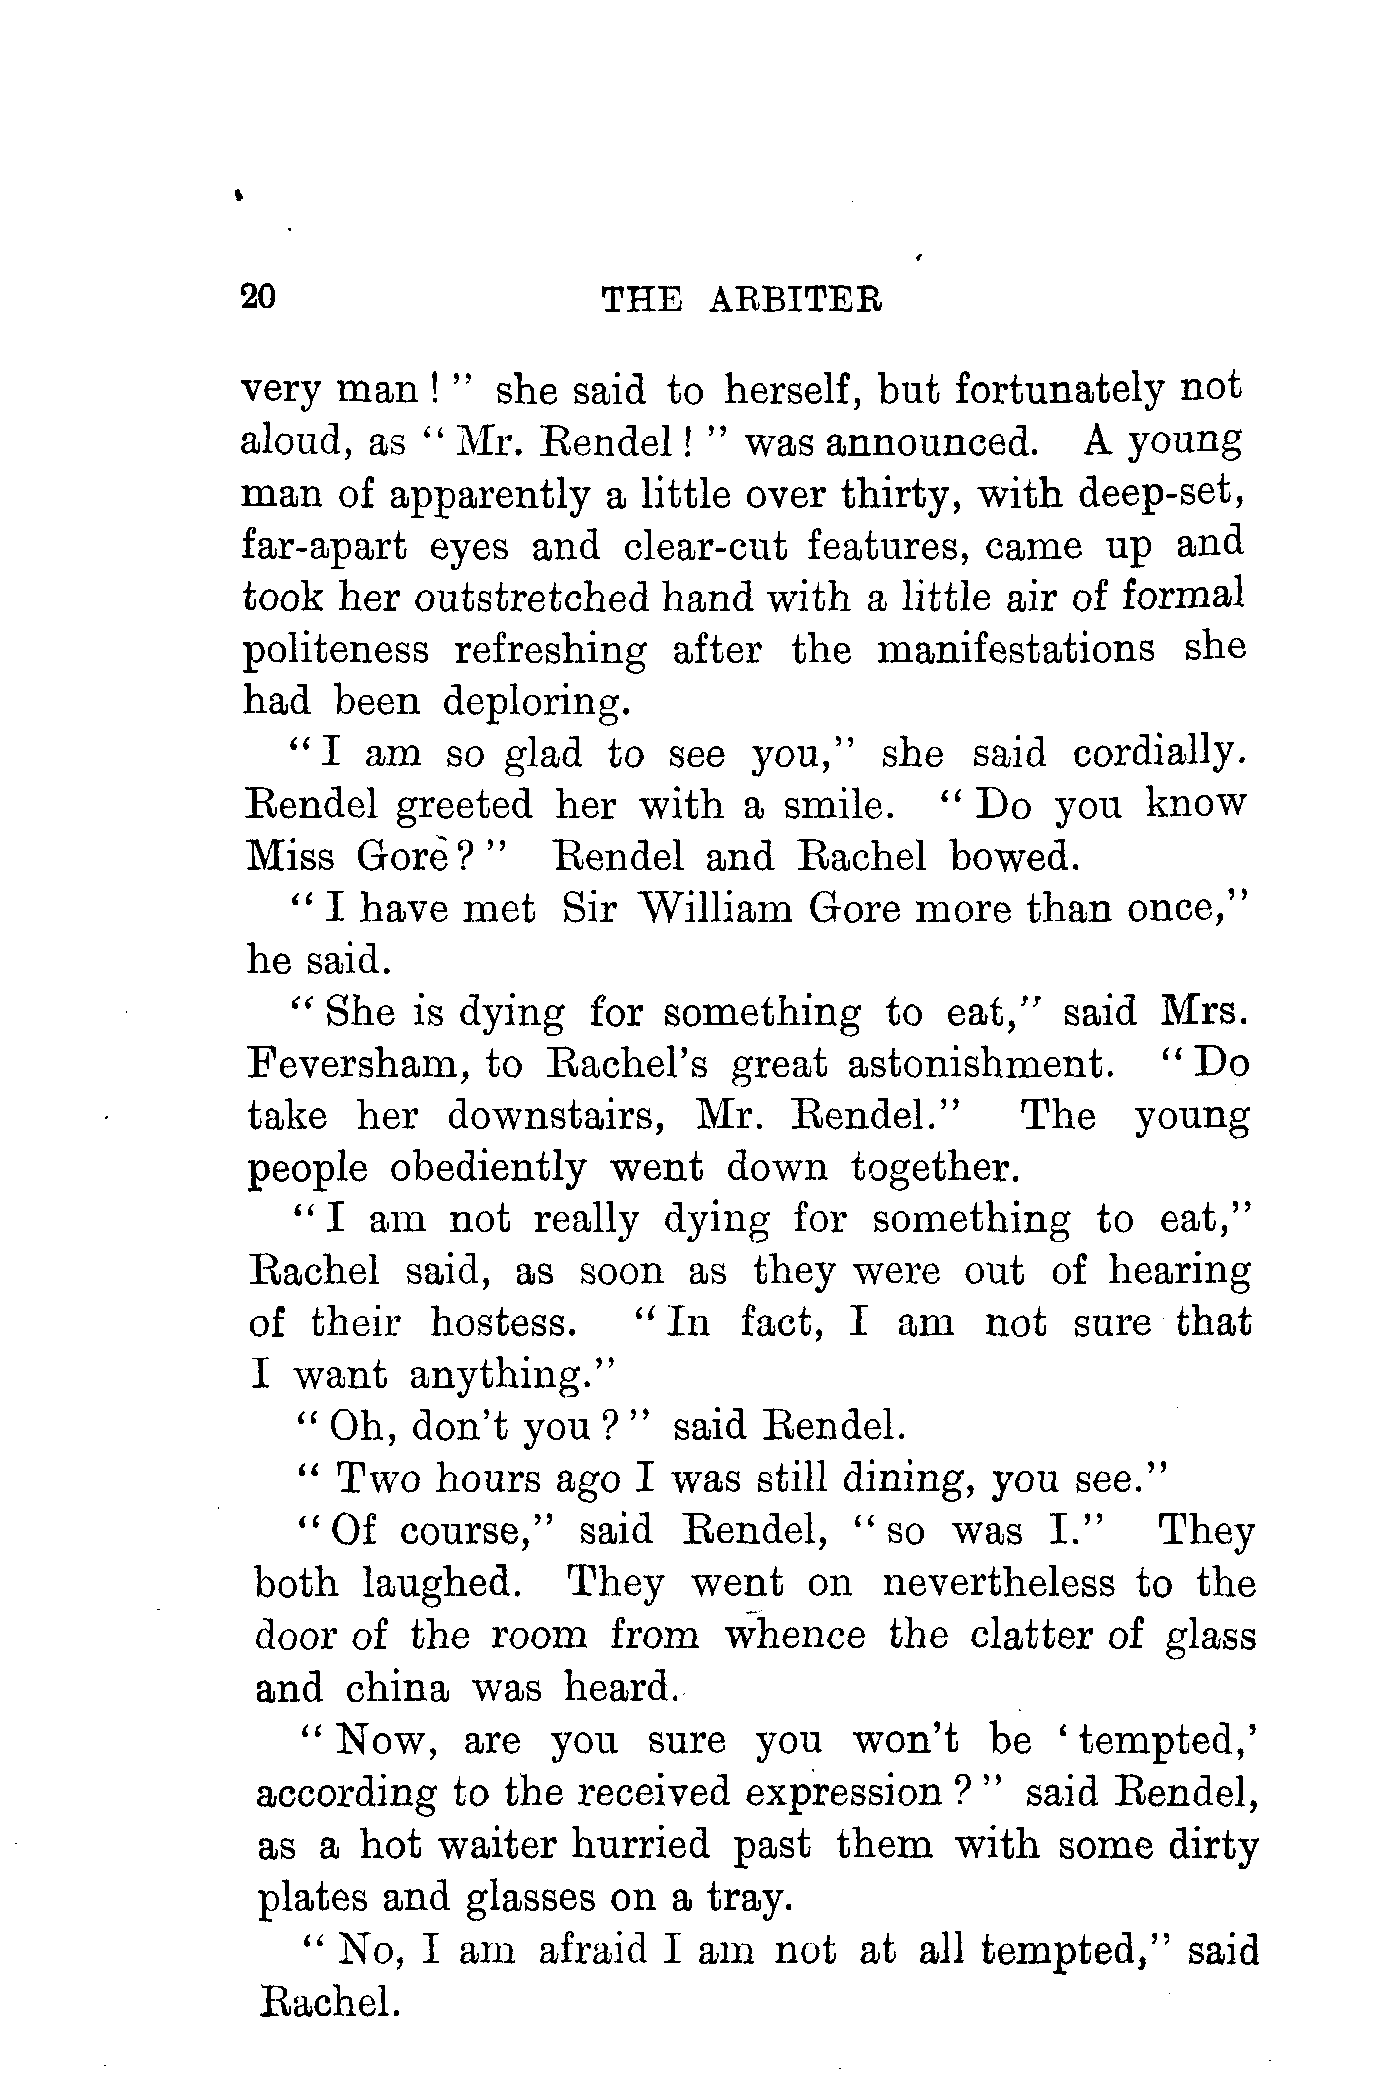 20 THE ARBITER
very man ! " she said to herself, but fortunately not
aloud, as " Mr. Rendel ! " was announced. A young
man of apparently a little over thirty, with deep-set,
far-apart eyes and clear-cut features, came up and
took her outstretched hand with a little air of formal
politeness refreshing after the manifestations she
had been deploring.
" I am so glad to see you," she said cordially.
Rendel greeted her with a smile. " Do you know
Miss Gore ? " Rendel and Rachel bowed.
" I have met Sir William Gore more than once,"
he said.
" She is dying for something to eat," said Mrs.
Feversham, to Rachel's great astonishment. " Do
take her downstairs, Mr. Rendel." The young
people obediently went down together.
" I am not really dying for something to eat,"
Rachel said, as soon as they were out of hearing
of their hostess. " In fact, I am not sure that
I want anything."
" Oh, don't you ? " said Rendel.
" Two hours ago I was still dining, you see."
" Of course," said Rendel, " so was I." They
both laughed. They went on nevertheless to the
door of the room from whence the clatter of glass
and china was heard.
" Now, are you sure you won't be ' tempted,'
according to the received expression ? " said Rendel,
as a hot waiter hurried past them with some dirty
plates and glasses on a tray.
" No, I am afraid I am not at all tempted," said
Rachel.